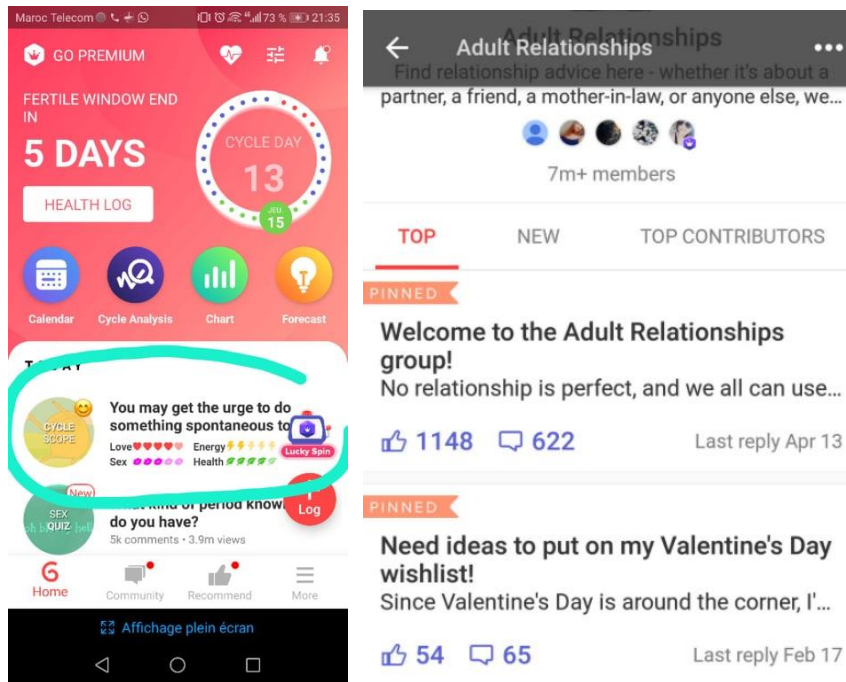 Maroc Telecom
73 %
21:35
GO PREMIUM
FERTILE WINDOW END
IN
5 DAYS
HEALTH LOG
CYCLE DAY
13
JEU
15
Calendar
Cycle Analysis
Chart
Forecast
TODAY
CYCLE
SCOPE
You may get the urge to do
something spontaneous to
Love
Energy
Sex
Health
Lucky Spin
New
SEX
QUIZ
What kind of period know
do you have?
5k comments • 3.9m views
Log
G
Home
Community
Recommend
More
Affichage plein écran
Adult Relationships
Adult Relationships
Find relationship advice here - whether it's about a
partner, a friend, a mother-in-law, or anyone else, we...
7m+ members
TOP
NEW
TOP CONTRIBUTORS
PINNED
Welcome to the Adult Relationships
group!
No relationship is perfect, and we all can use...
1148
622
Last reply Apr 13
PINNED
Need ideas to put on my Valentine's Day
wishlist!
Since Valentine's Day is around the corner, I'...
54
65
Last reply Feb 17